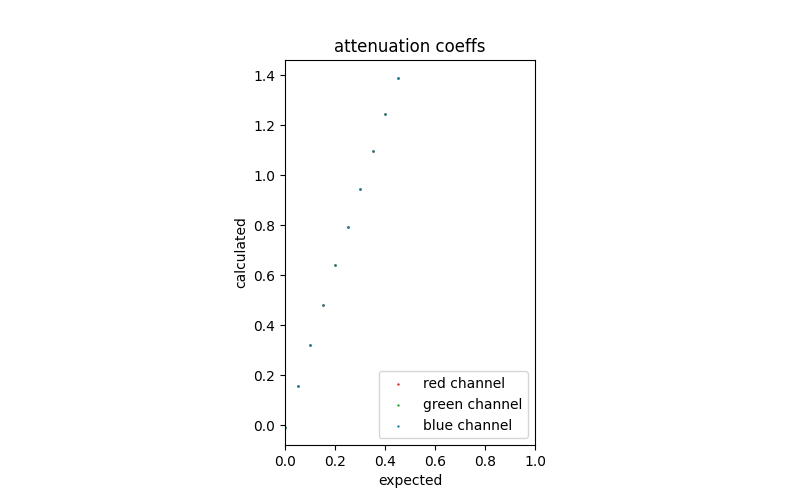 attenuation coeffs
1.4
1.2
1.0
0.8
0.6
0.4
0.2
0.0
calculated
red channel
green channel
blue channel
0.0 0.2 0.4 0.6 0.8 1.0
expected